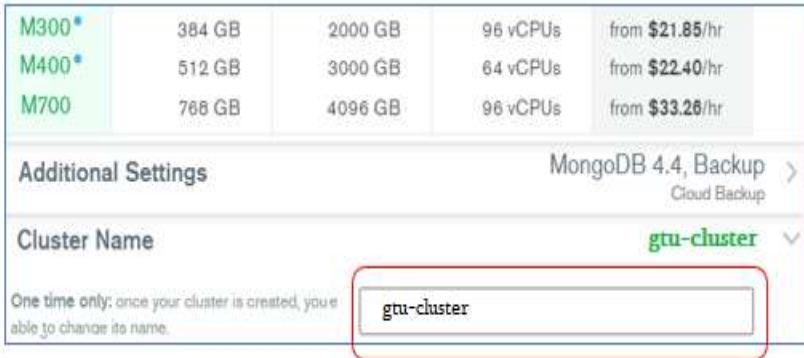 M300 384 GB 2000 GB 96 vCPUs from $21.85/hr
M400 512 GB 3000 GB 64 vCPUs from $22.40/hr
M700 768 GB 4096 GB 96 vCPUs from $33.26/hr
Additional Settings MongoDB 4.4, Backup
Cloud Backup
Cluster Name gtu-cluster
One time only: once your cluster is created, you e
able to change its name.
gtu-cluster